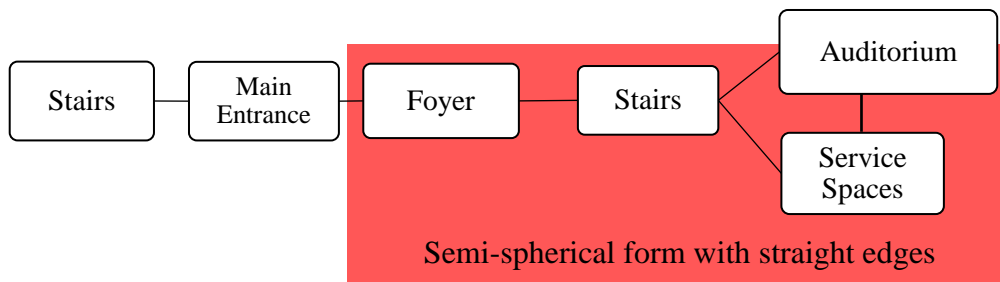 Stairs
Main
Entrance
Foyer
Stairs
Auditorium
Service
Spaces
Semi-spherical form with straight edges